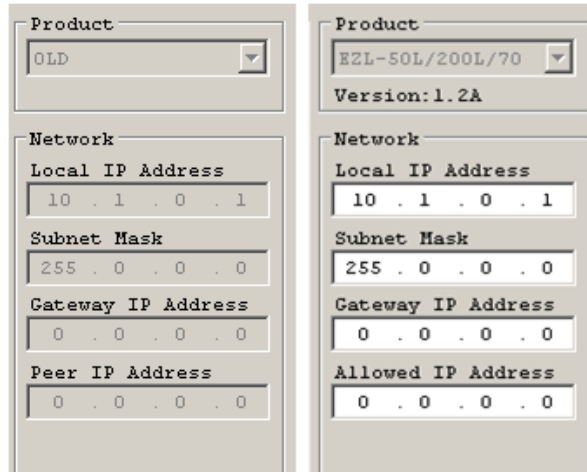 Product
OLD
Network
Local IP Address
10 . 1 . 0 . 1
Subnet Mask
255 . 0 . 0 . 0
Gateway IP Address
0 . 0 . 0 . 0
Peer IP Address
0 . 0 . 0 . 0
Product
EZL-50L/200L/70
Version:1.2A
Network
Local IP Address
10 . 1 . 0 . 1
Subnet Mask
255 . 0 . 0 . 0
Gateway IP Address
0 . 0 . 0 . 0
Allowed IP Address
0 . 0 . 0 . 0